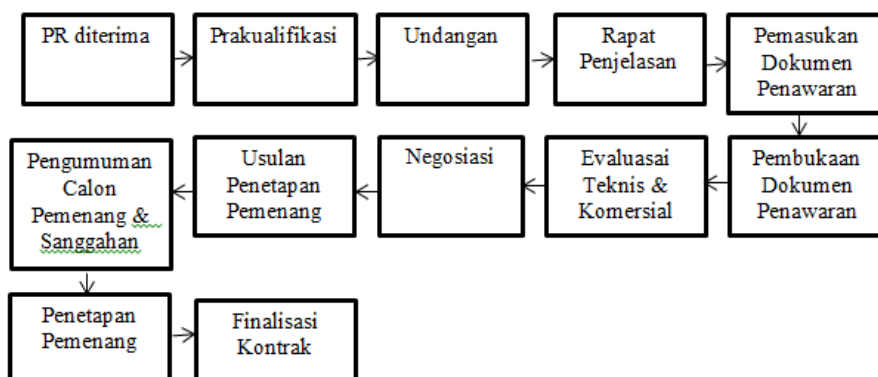 PR diterima
Prakualifikasi
Undangan
Rapat
Penjelasan
Pemasukan
Dokumen
Penawaran
Pembukaan
Dokumen
Penawaran
Evaluasai
Teknis &
Komersial
Negosiasi
Usulan
Penetapan
Pemenang
Pengumuman
Calon
Pemenang &
Sanggahan
Penetapan
Pemenang
Finalisasi
Kontrak